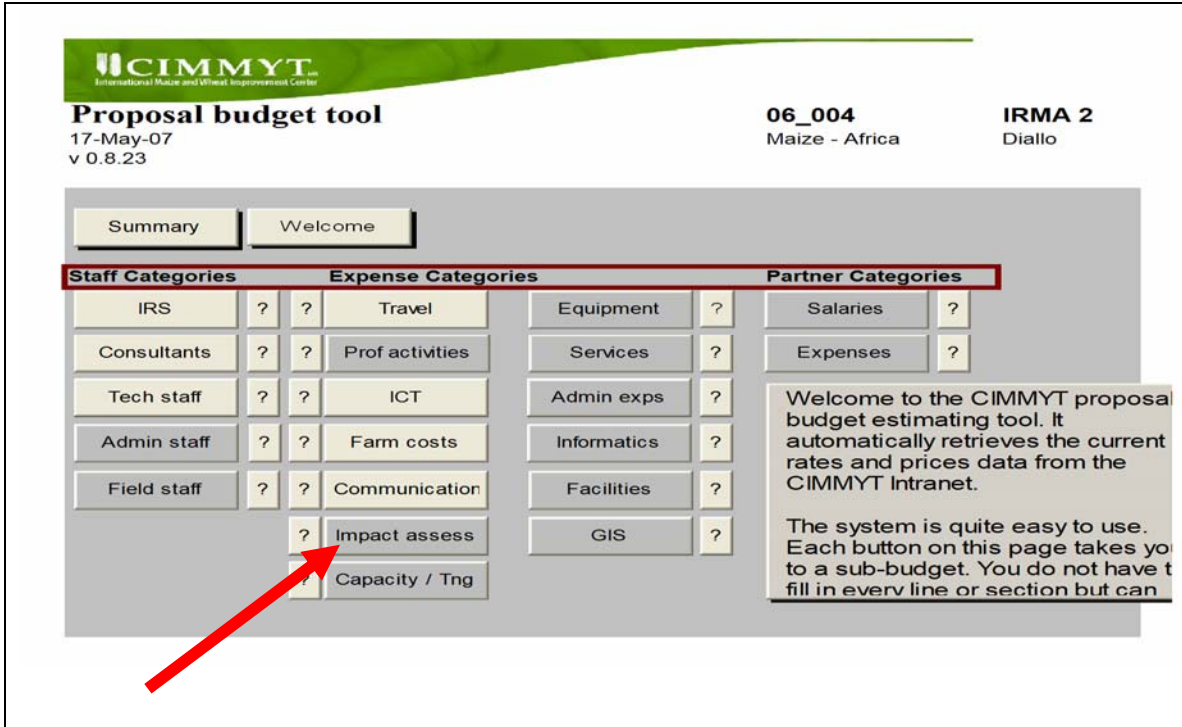 CIMMYT
International Maize and Wheat Improvement Center
Proposal budget tool
17-May-07
v 0.8.23
06_004
Maize - Africa
IRMA 2
Diallo
Summary
Welcome
Staff Categories
Expense Categories
Partner Categories
IRS ? ? Travel Equipment ? Salaries ?
Consultants ? ? Prof activities Services ? Expenses ?
Tech staff ? ? ICT Admin exps ?
Admin staff ? ? Farm costs Informatics ?
Field staff ? ? Communication Facilities ?
? Impact assess GIS ?
? Capacity / Tng
Welcome to the CIMMYT proposal
budget estimating tool. It
automatically retrieves the current
rates and prices data from the
CIMMYT Intranet.
The system is quite easy to use.
Each button on this page takes yo
to a sub-budget. You do not have t
fill in every line or section but can